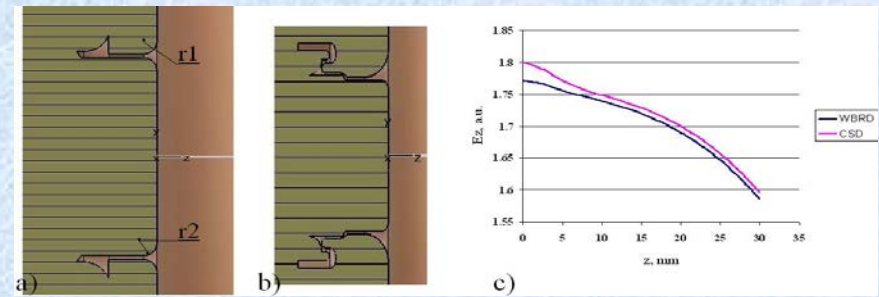 r1
Y
X
Z
r2
a)
Y
X
Z
b)
1.85
1.8
1.75
1.7
1.65
1.6
1.55
Ez, a.u.
0 5 10 15 20 25 30 35
z, mm
WBRD
CSD
c)